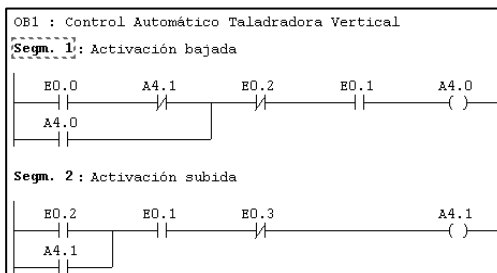 OB1 : Control Automático Taladradora Vertical
Segm. 1: Activación bajada
E0.0 A4.1 E0.2 E0.1 A4.0
A4.0
Segm. 2: Activación subida
E0.2 E0.1 E0.3 A4.1
A4.1